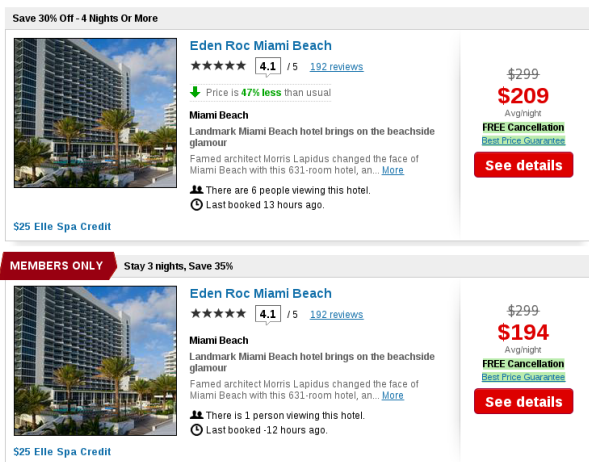 Save 30% Off - 4 Nights Or More
Eden Roc Miami Beach
4.1 / 5 192 reviews
Price is 47% less than usual
Miami Beach
Landmark Miami Beach hotel brings on the beachside
glamour
Famed architect Morris Lapidus changed the face of
Miami Beach with this 631-room hotel, an... More
There are 6 people viewing this hotel.
Last booked 13 hours ago.
$25 Elle Spa Credit
$299
$209
Avg/night
FREE Cancellation
Best Price Guarantee
See details
MEMBERS ONLY Stay 3 nights, Save 35%
Eden Roc Miami Beach
4.1 / 5 192 reviews
Miami Beach
Landmark Miami Beach hotel brings on the beachside
glamour
Famed architect Morris Lapidus changed the face of
Miami Beach with this 631-room hotel, an... More
There is 1 person viewing this hotel.
Last booked -12 hours ago.
$25 Elle Spa Credit
$299
$194
Avg/night
FREE Cancellation
Best Price Guarantee
See details